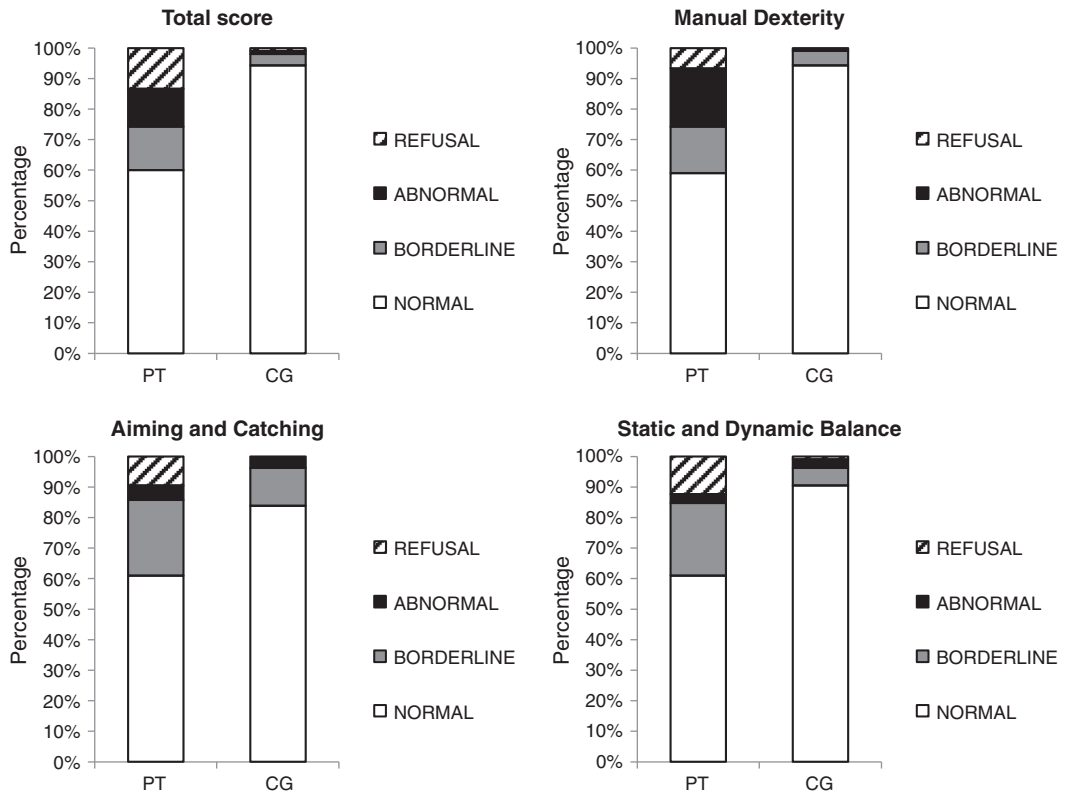 Total score
100%
90%
80%
70%
60%
50%
40%
30%
20%
10%
0%
Percentage
PT CG
REFUSAL
ABNORMAL
BORDERLINE
NORMAL
Manual Dexterity
100%
90%
80%
70%
60%
50%
40%
30%
20%
10%
0%
Percentage
PT CG
REFUSAL
ABNORMAL
BORDERLINE
NORMAL
Aiming and Catching
100%
90%
80%
70%
60%
50%
40%
30%
20%
10%
0%
Percentage
PT CG
REFUSAL
ABNORMAL
BORDERLINE
NORMAL
Static and Dynamic Balance
100%
90%
80%
70%
60%
50%
40%
30%
20%
10%
0%
Percentage
PT CG
REFUSAL
ABNORMAL
BORDERLINE
NORMAL